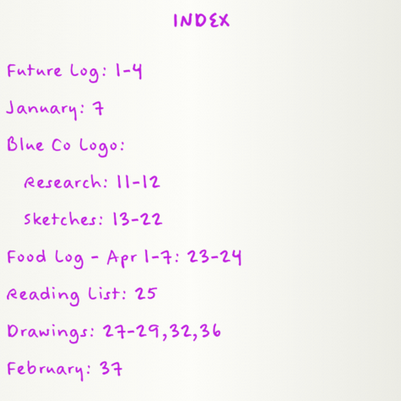 INDEX
Future Log: 1-4
January: 7
Blue Co Logo:
Research: 11-12
Sketches: 13-22
Food Log - Apr 1-7: 23-24
Reading List: 25
Drawings: 27-29,32,36
February: 37